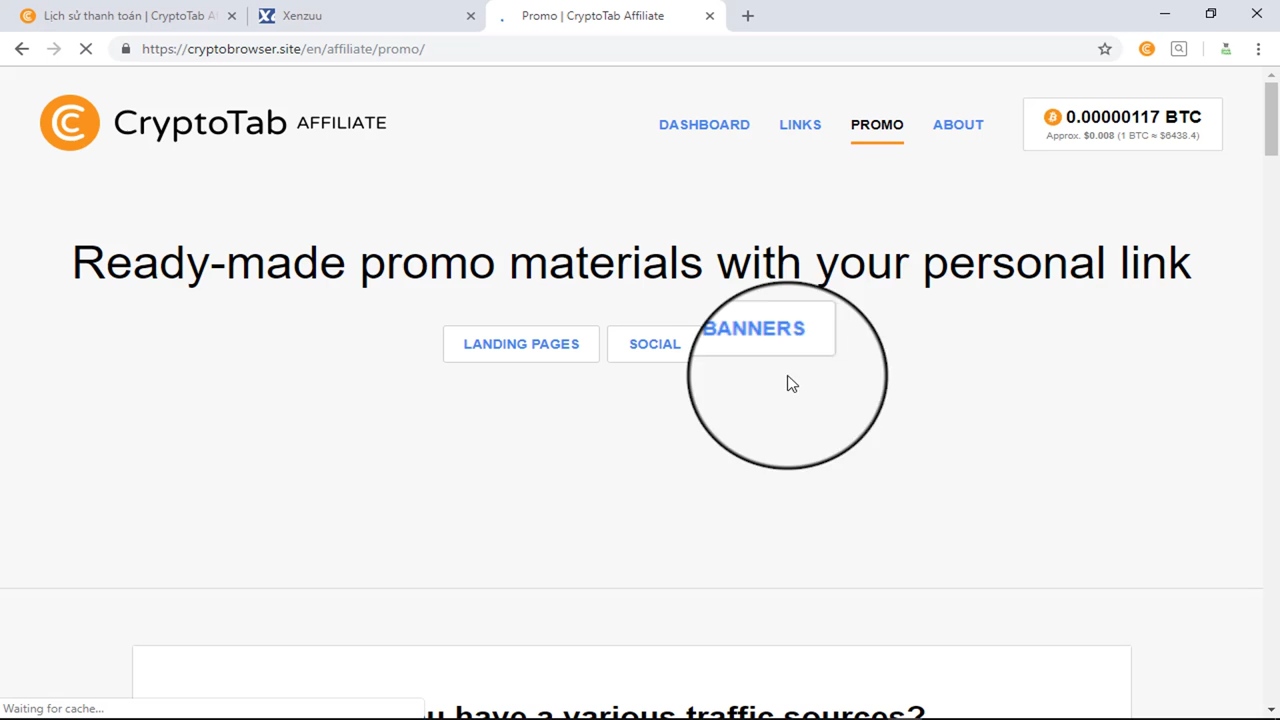 Lịch sử thanh toán | CryptoTab Af
Xenzuu
Promo | CryptoTab Affiliate
https://cryptobrowser.site/en/affiliate/promo/
CryptoTab AFFILIATE
DASHBOARD
LINKS
PROMO
ABOUT
0.00000117 BTC
Approx. $0.008 (1 BTC ≈ $6438.4)
Ready-made promo materials with your personal link
LANDING PAGES
SOCIAL
BANNERS
Waiting for cache...
u have a various traffic sources?